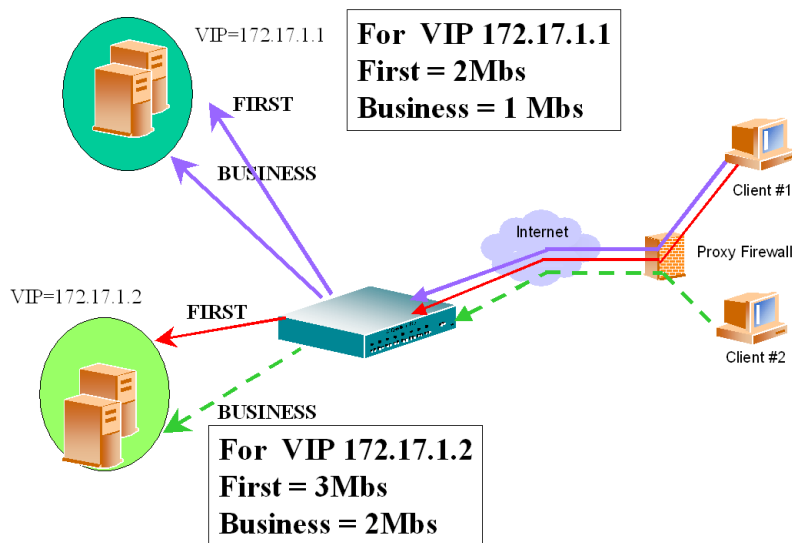 VIP=172.17.1.1
For VIP 172.17.1.1
First = 2Mbs
Business = 1 Mbs
FIRST
BUSINESS
Client #1
Internet
Proxy Firewall
VIP=172.17.1.2
FIRST
Client #2
BUSINESS
For VIP 172.17.1.2
First = 3Mbs
Business = 2Mbs